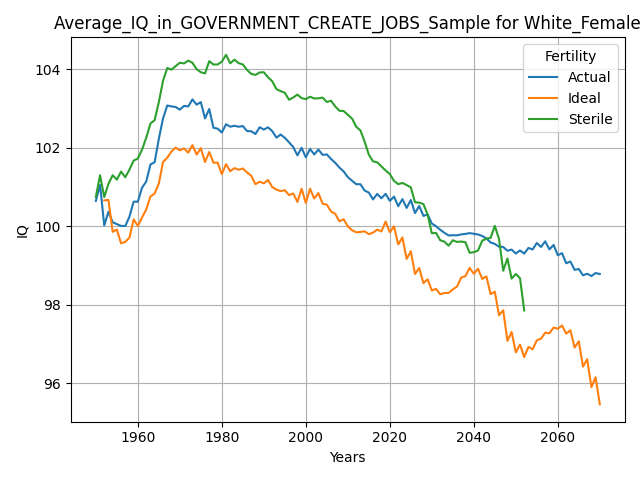 Average_IQ_in_GOVERNMENT_CREATE_JOBS_Sample for White_Female
Fertility
Actual
Ideal
Sterile
IQ
104
102
100
98
96
1960 1980 2000 2020 2040 2060
Years